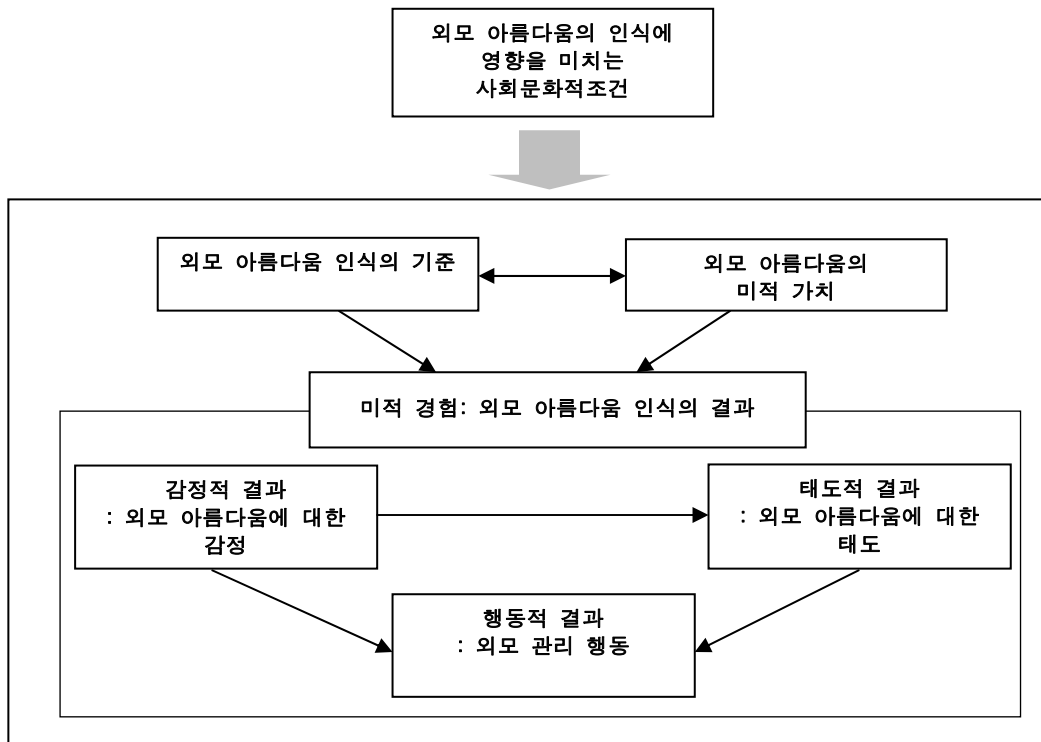 외모 아름다움의 인식에
영향을 미치는
사회문화적조건
외모 아름다움 인식의 기준
외모 아름다움의
미적 가치
미적 경험: 외모 아름다움 인식의 결과
감정적 결과
: 외모 아름다움에 대한
감정
태도적 결과
: 외모 아름다움에 대한
태도
행동적 결과
: 외모 관리 행동